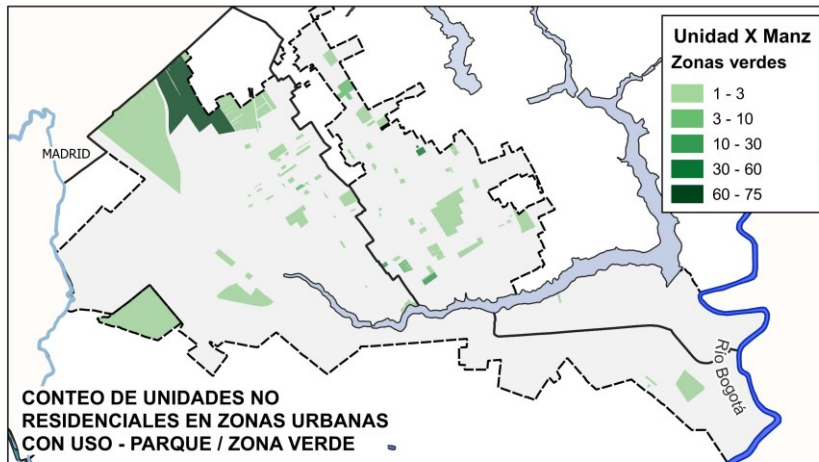 Unidad X Manz
Zonas verdes
1 - 3
3 - 10
10 - 30
30 - 60
60 - 75
MADRID
Río Bogotá
CONTEO DE UNIDADES NO
RESIDENCIALES EN ZONAS URBANAS
CON USO - PARQUE / ZONA VERDE